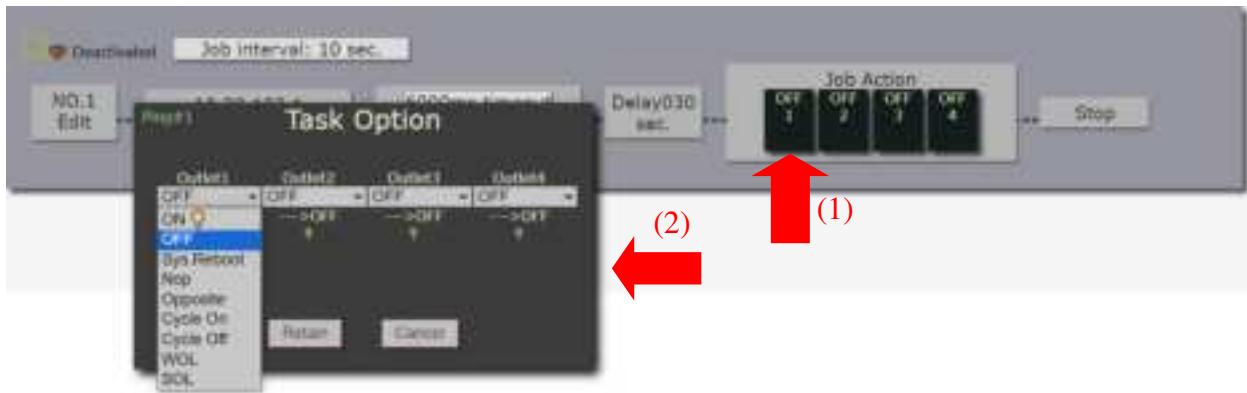 Deactivated Job interval: 10 sec.
NO.1
Edit
Delay030
sec.
Job Action
OFF
1
OFF
2
OFF
3
OFF
4
Stop
Task Option
Outlet1 Outlet2 Outlet3 Outlet4
OFF OFF OFF OFF
--->OFF --->OFF --->OFF
ON
OFF
Sys Reboot
Nop
Opposite
Cycle On
Cycle Off
WOL
SOL
Retain Cancel
(1)
(2)